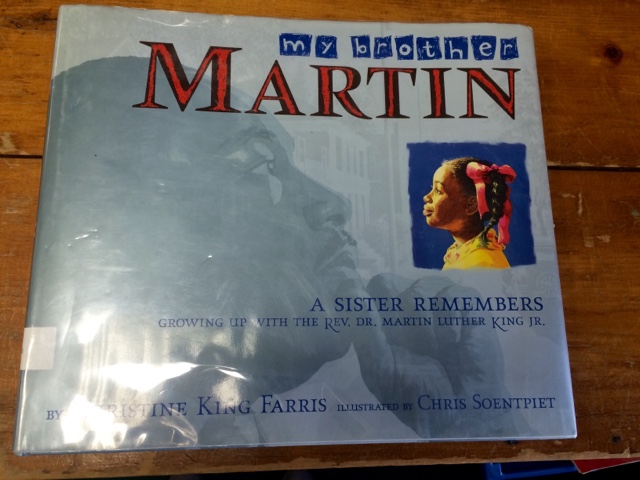 my brother
MARTIN
A SISTER REMEMBERS
GROWING UP WITH THE REV. DR. MARTIN LUTHER KING JR.
BY CHRISTINE KING FARRIS ILLUSTRATED BY CHRIS SOENTPIET